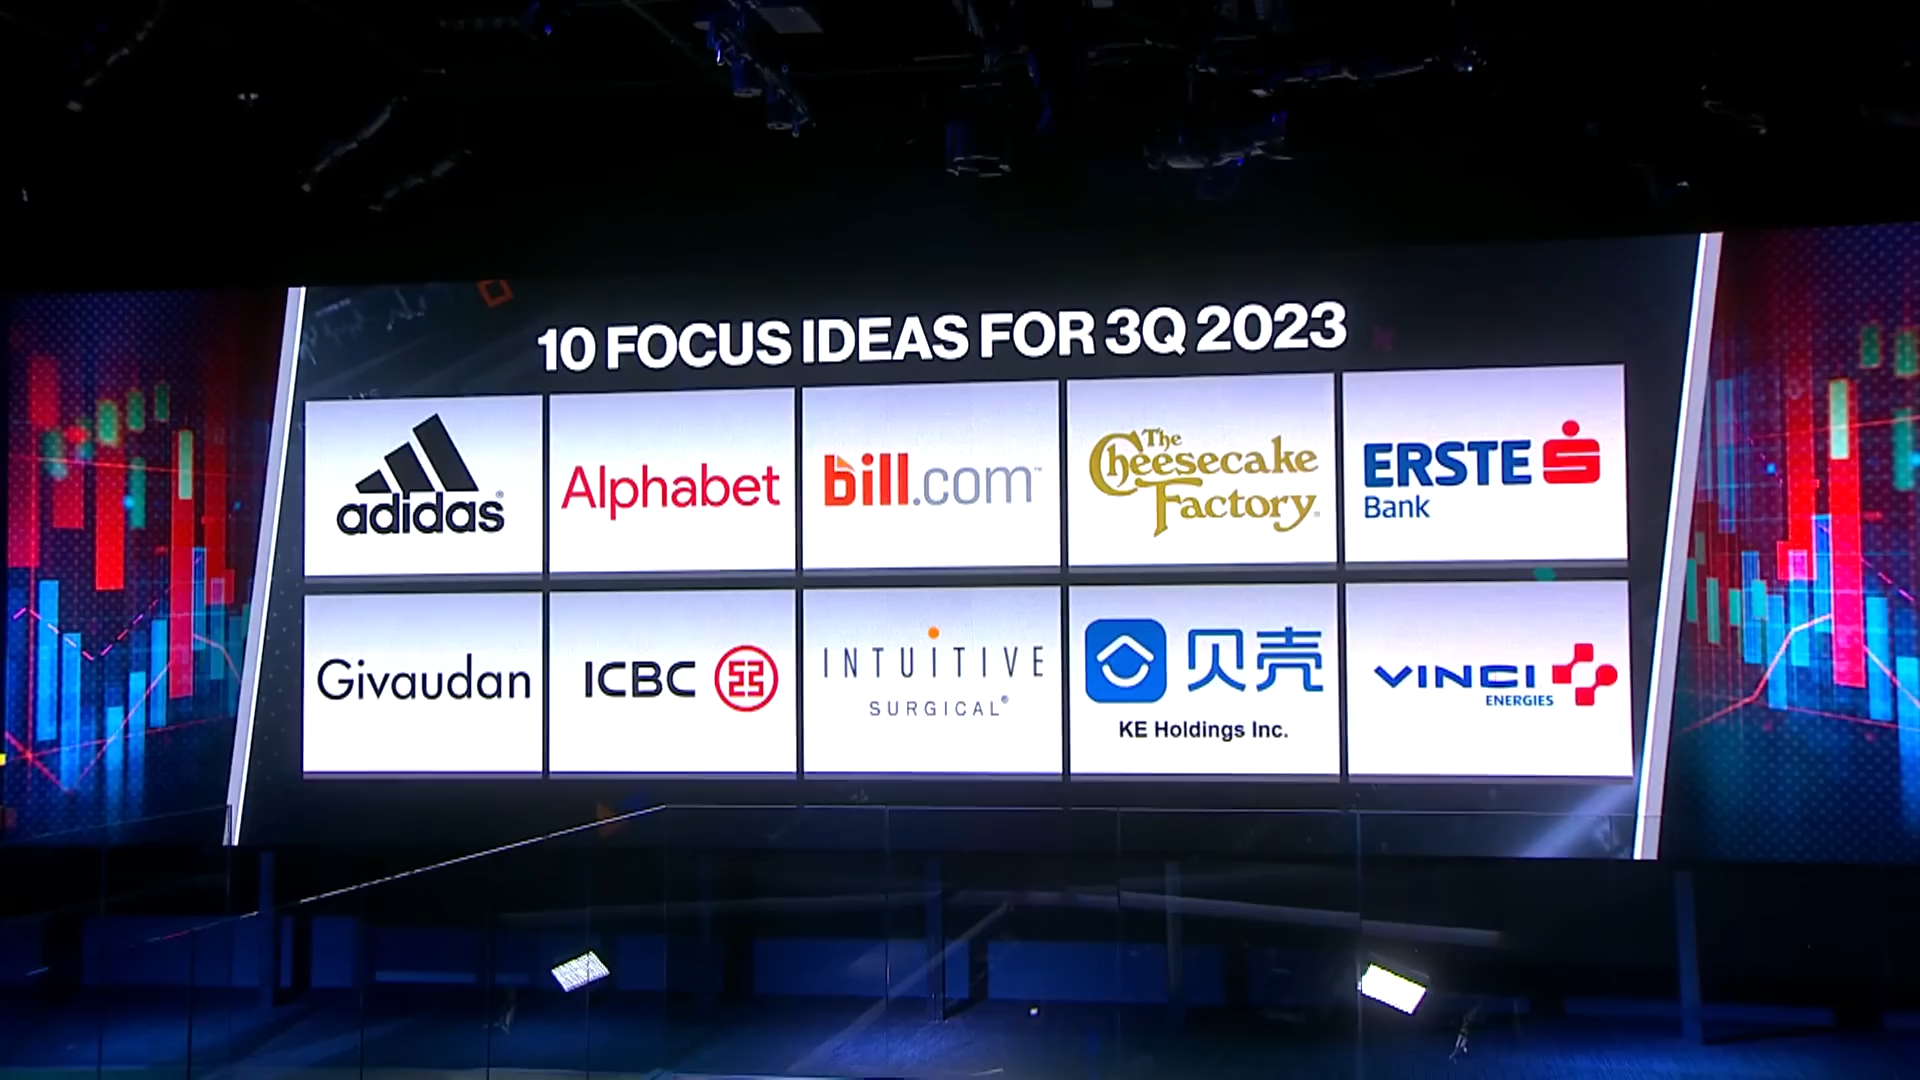 10 FOCUS IDEAS FOR 3Q 2023
adidas®
Alphabet
bill.com™
The
Cheesecake
Factory®
ERSTE
Bank
Givaudan
ICBC
INTUITIVE
SURGICAL®
贝壳
KE Holdings Inc.
VINCI
ENERGIES